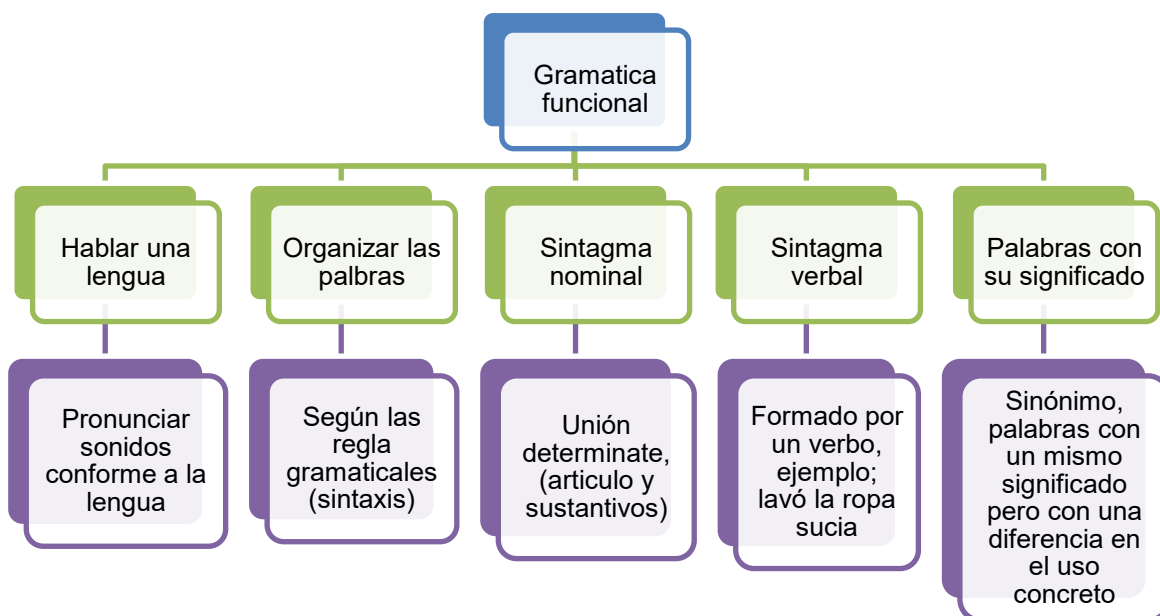 Gramatica
funcional
Hablar una
lengua
Organizar las
palbras
Sintagma
nominal
Sintagma
verbal
Palabras con
su significado
Pronunciar
sonidos
conforme a la
lengua
Según las
regla
gramaticales
(sintaxis)
Unión
determinate,
(articulo y
sustantivos)
Formado por
un verbo,
ejemplo;
lavó la ropa
sucia
Sinónimo,
palabras con
un mismo
significado
pero con una
diferencia en
el uso
concreto